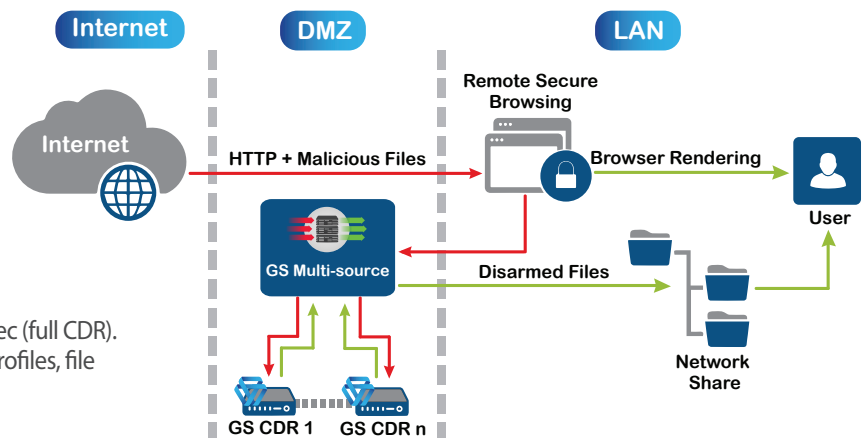 Internet
DMZ
LAN
Remote Secure
Browsing
Internet
HTTP + Malicious Files
Browser Rendering
User
GS Multi-source
Disarmed Files
ec (full CDR).
rofiles, file
Network
Share
GS CDR 1
GS CDR n